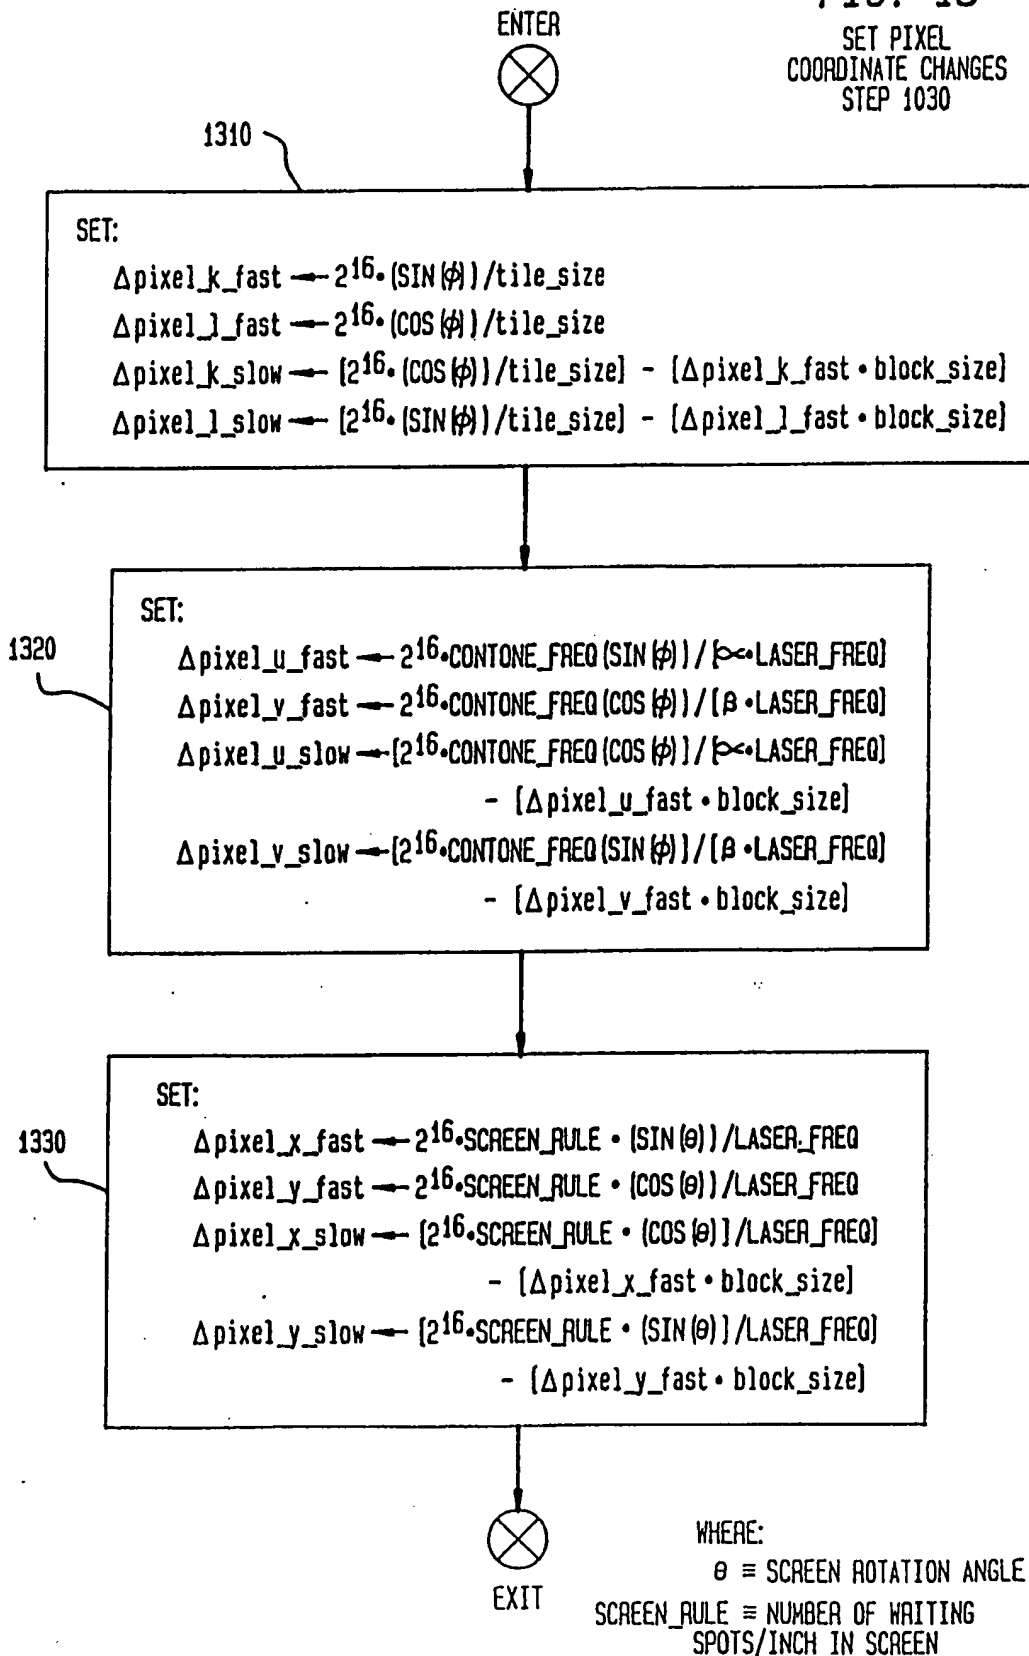 FIG. 13
SET PIXEL
COORDINATE CHANGES
STEP 1030
ENTER
1310
SET:
Δpixel_k_fast ← 2^16 • (SIN(ϕ))/tile_size
Δpixel_l_fast ← 2^16 • (COS(ϕ))/tile_size
Δpixel_k_slow ← [2^16 • (COS(ϕ))/tile_size] - [Δpixel_k_fast • block_size]
Δpixel_l_slow ← [2^16 • (SIN(ϕ))/tile_size] - [Δpixel_l_fast • block_size]
1320
SET:
Δpixel_u_fast ← 2^16 • CONTONE_FREQ(SIN(ϕ))/[∝ • LASER_FREQ]
Δpixel_v_fast ← 2^16 • CONTONE_FREQ(COS(ϕ))/[β • LASER_FREQ]
Δpixel_u_slow ← [2^16 • CONTONE_FREQ(COS(ϕ)]/[∝ • LASER_FREQ]
- [Δpixel_u_fast • block_size]
Δpixel_v_slow ← [2^16 • CONTONE_FREQ(SIN(ϕ)]/[β • LASER_FREQ]
- [Δpixel_v_fast • block_size]
1330
SET:
Δpixel_x_fast ← 2^16 • SCREEN_RULE • (SIN(θ))/LASER_FREQ
Δpixel_y_fast ← 2^16 • SCREEN_RULE • (COS(θ))/LASER_FREQ
Δpixel_x_slow ← [2^16 • SCREEN_RULE • (COS(θ)]/LASER_FREQ]
- [Δpixel_x_fast • block_size]
Δpixel_y_slow ← [2^16 • SCREEN_RULE • (SIN(θ)]/LASER_FREQ]
- [Δpixel_y_fast • block_size]
EXIT
WHERE:
θ ≡ SCREEN ROTATION ANGLE
SCREEN_RULE ≡ NUMBER OF WRITING
SPOTS/INCH IN SCREEN